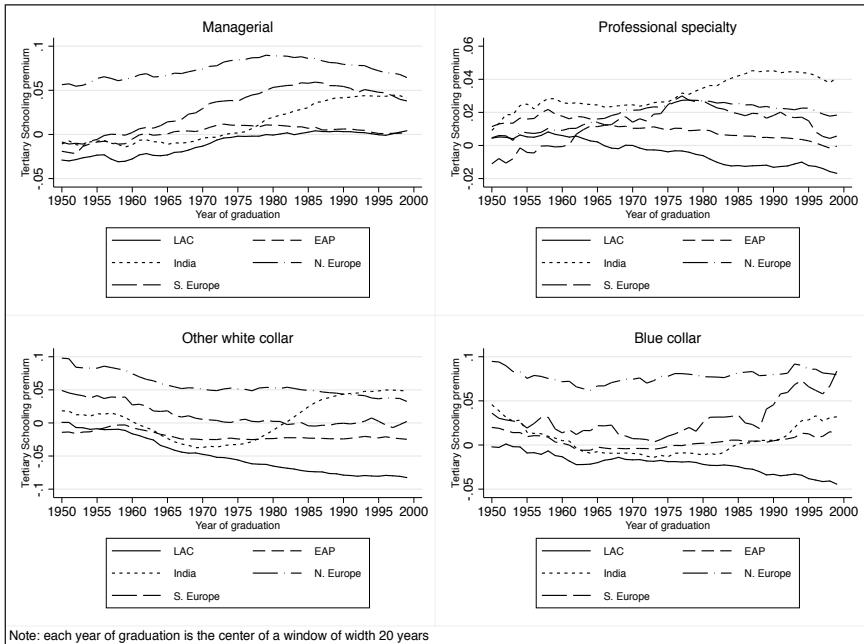 Managerial
Tertiary Schooling premium
.1
.05
0
-.05
1950 1955 1960 1965 1970 1975 1980 1985 1990 1995 2000
Year of graduation
LAC EAP
India N. Europe
S. Europe
Professional specialty
Tertiary Schooling premium
.06
.04
.02
0
-.02
1950 1955 1960 1965 1970 1975 1980 1985 1990 1995 2000
Year of graduation
LAC EAP
India N. Europe
S. Europe
Other white collar
Tertiary Schooling premium
.1
.05
0
-.05
-.1
1950 1955 1960 1965 1970 1975 1980 1985 1990 1995 2000
Year of graduation
LAC EAP
India N. Europe
S. Europe
Blue collar
Tertiary Schooling premium
.1
.05
0
-.05
1950 1955 1960 1965 1970 1975 1980 1985 1990 1995 2000
Year of graduation
LAC EAP
India N. Europe
S. Europe
Note: each year of graduation is the center of a window of width 20 years